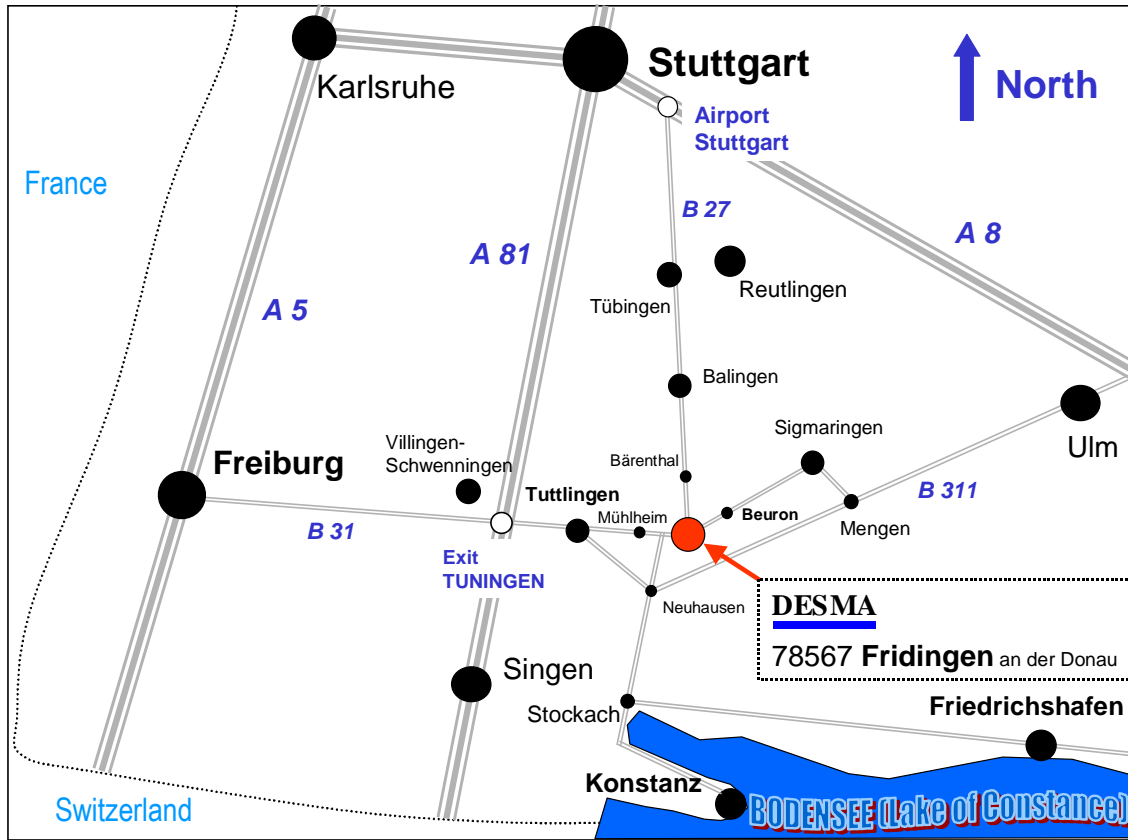 Karlsruhe
Stuttgart
North
Airport
Stuttgart
France
B 27
A 8
A 81
Reutlingen
Tübingen
A 5
Balingen
Sigmaringen
Ulm
Villingen-
Schwenningen
Freiburg
Bärenthal
B 311
Tuttlingen
Mühlheim
Beuron
Mengen
B 31
Exit
TUNINGEN
Neuhausen
DESMA
78567 Fridingen an der Donau
Singen
Stockach
Friedrichshafen
Konstanz
Switzerland
BODENSEE (Lake of Constance)